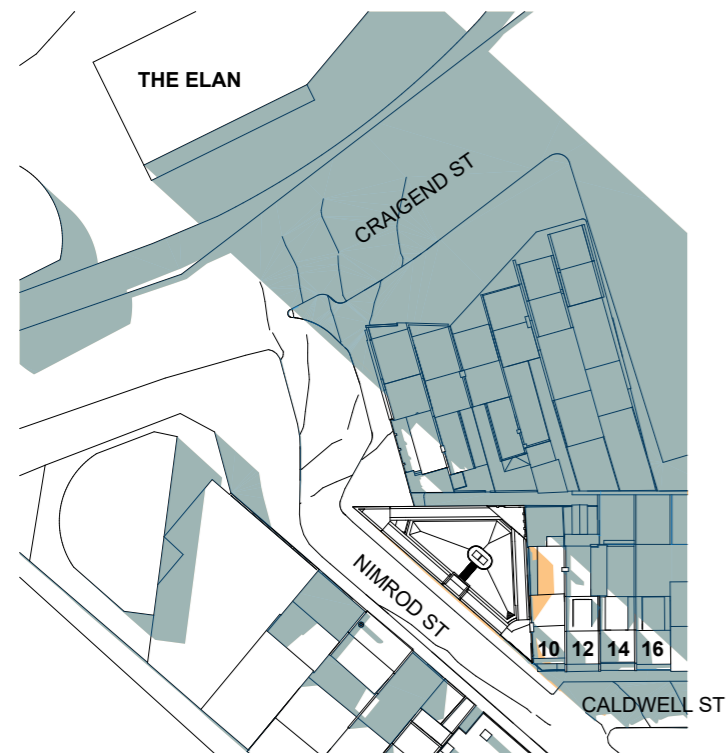 THE ELAN
CRAIGEND ST
NIMROD ST
10 12 14 16
CALDWELL ST